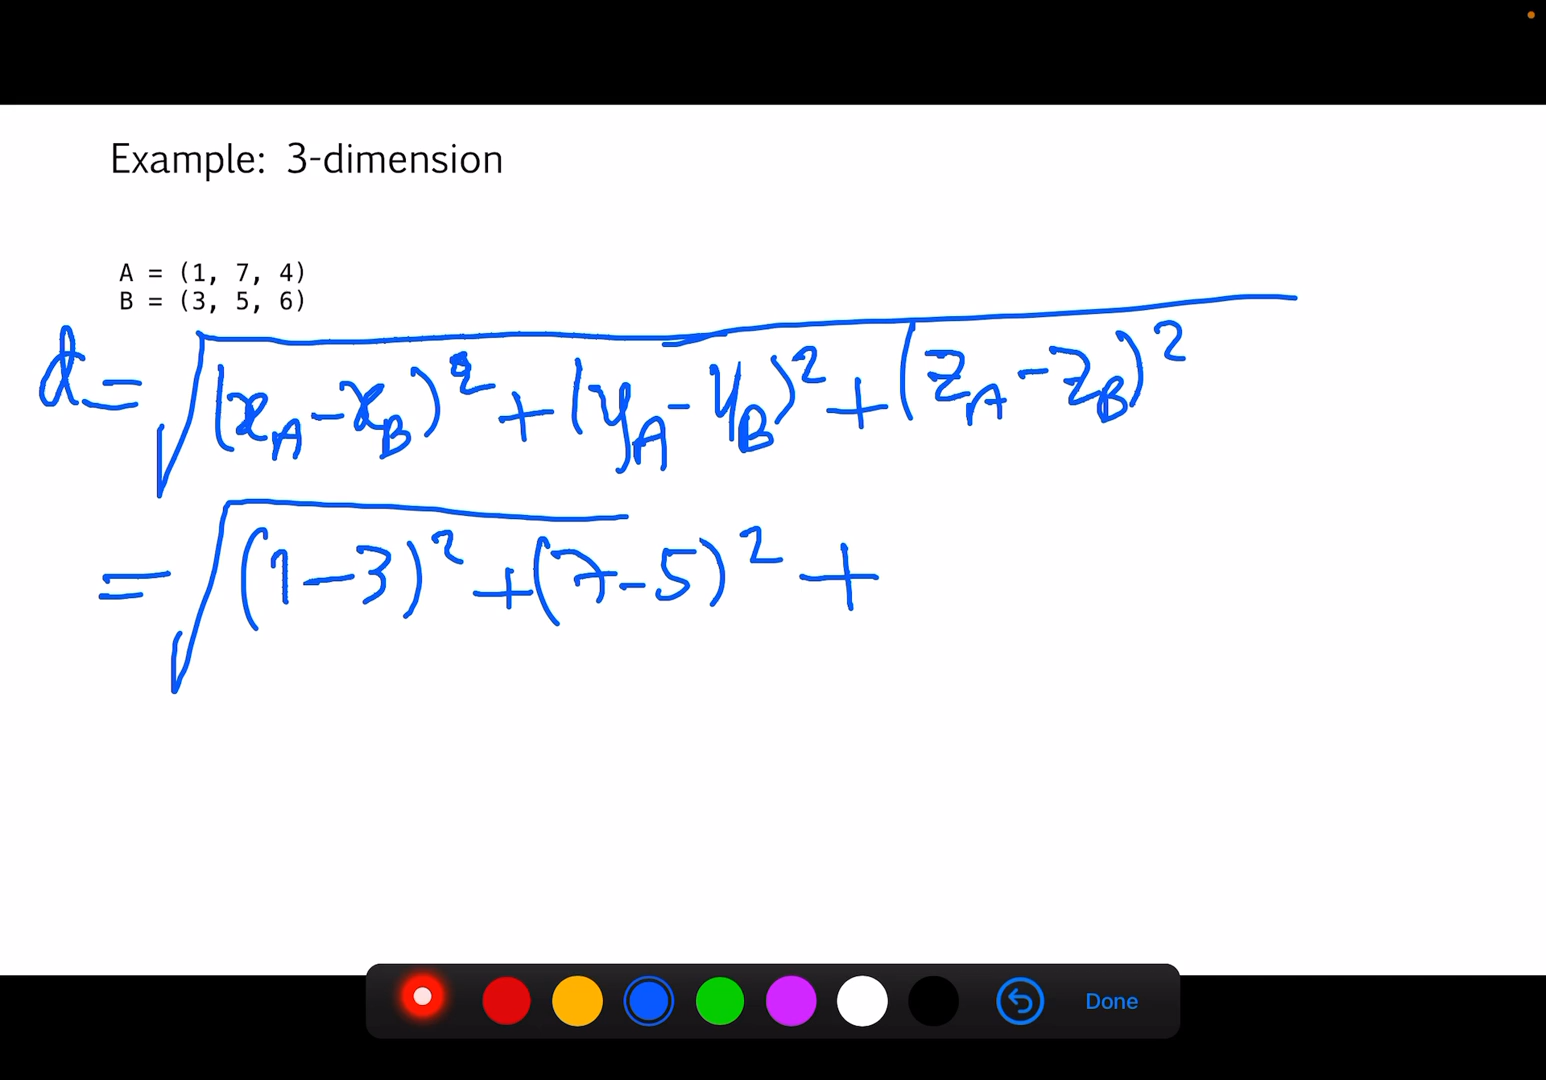 Example: 3-dimension
A = (1, 7, 4)
B = (3, 5, 6)
d = √(x_A - x_B)² + (y_A - y_B)² + (z_A - z_B)²
= √(1 - 3)² + (7 - 5)² +
Done